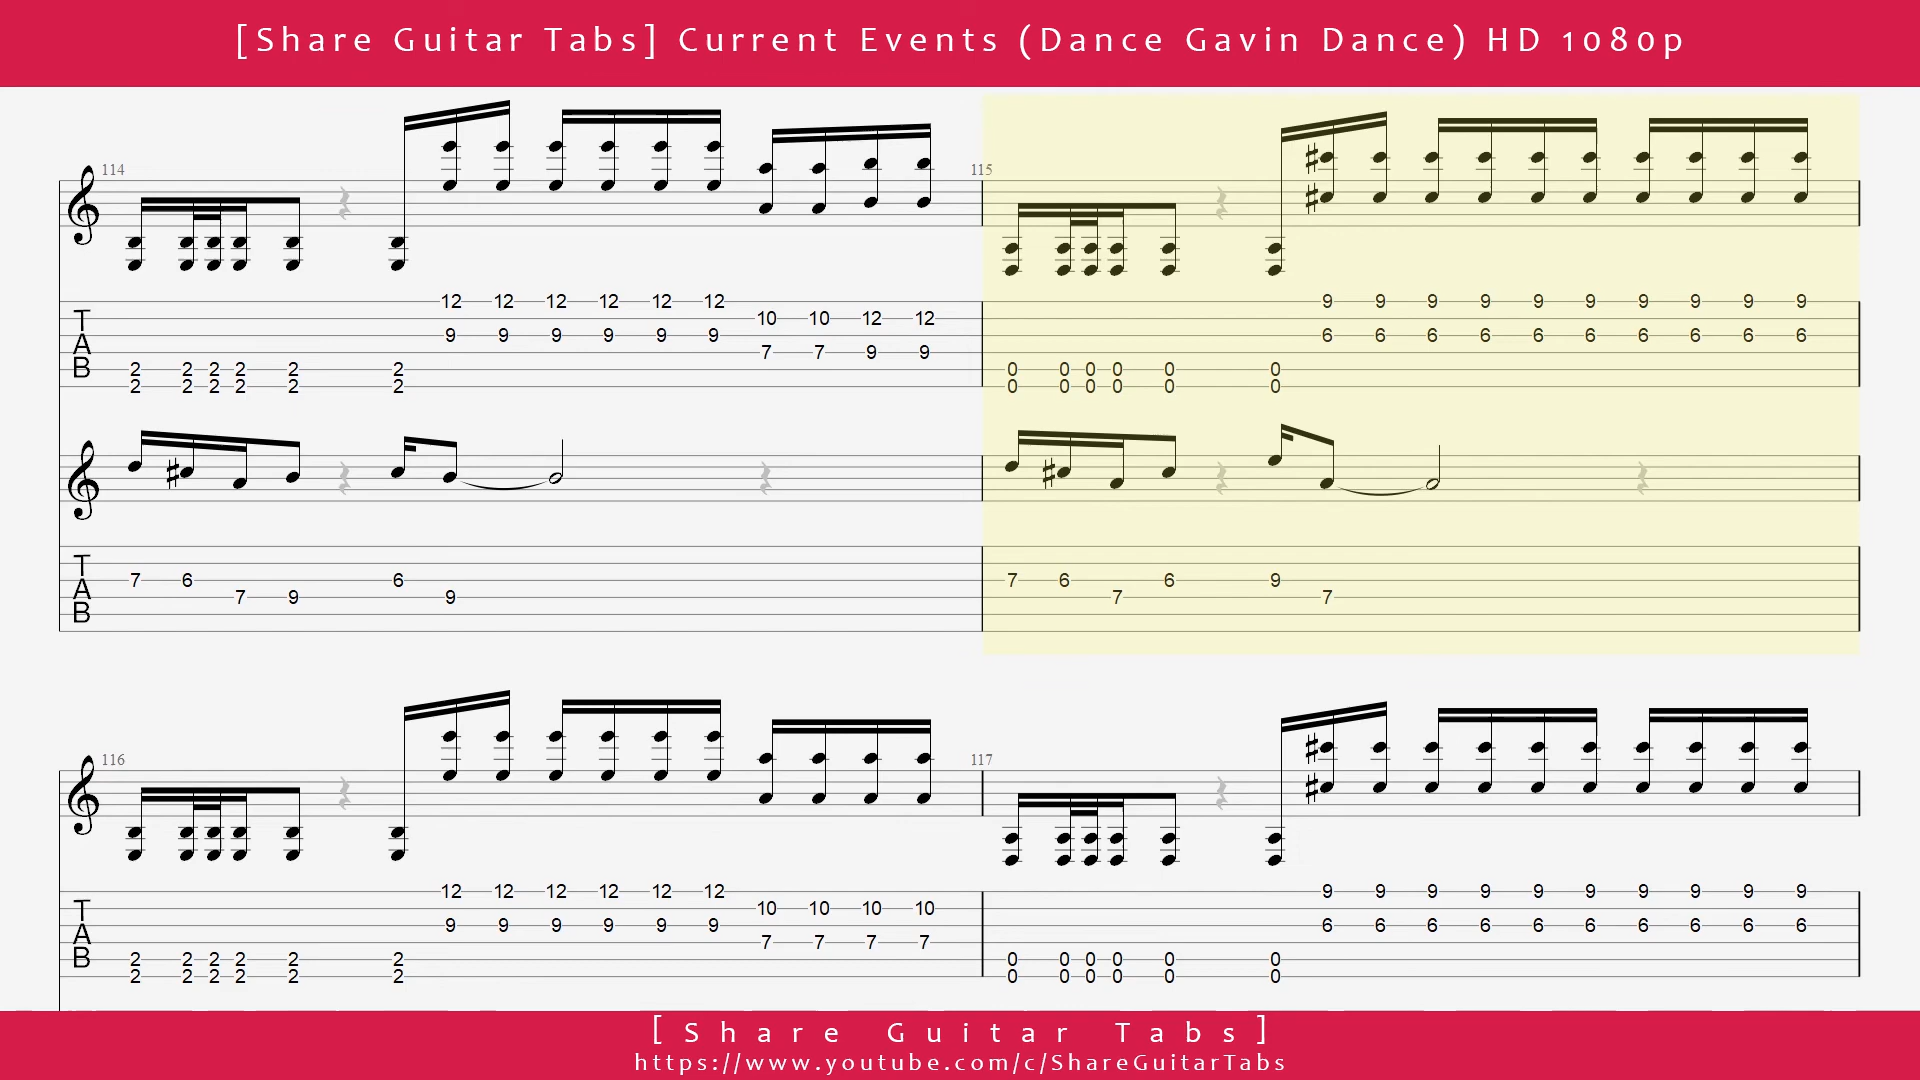 [Share Guitar Tabs] Current Events (Dance Gavin Dance) HD 1080p
114 115
12 12 12 12 12 12 9 9 9 9 9 9 9 9 9 9
T 10 10 12 12
9 9 9 9 9 9 6 6 6 6 6 6 6 6 6 6
A 7 7 9 9
B 2 2 2 2 2 2 0 0 0 0 0 0
2 2 2 2 2 2 0 0 0 0 0 0
T
7 6 6 7 6 6 9
A 7 9 9 7 7
B
116 117
12 12 12 12 12 12 9 9 9 9 9 9 9 9 9 9
T 10 10 10 10
9 9 9 9 9 9 6 6 6 6 6 6 6 6 6 6
A 7 7 7 7
B 2 2 2 2 2 2 0 0 0 0 0 0
2 2 2 2 2 2 0 0 0 0 0 0
[Share Guitar Tabs]
https://www.youtube.com/c/ShareGuitarTabs